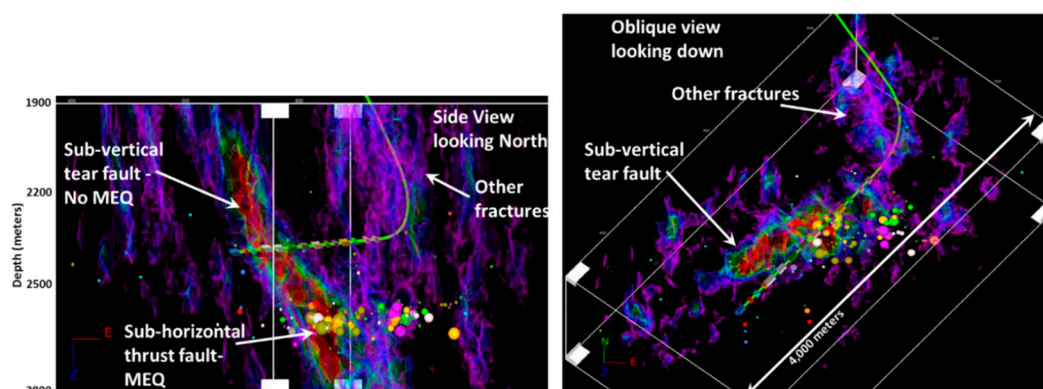 1900
Side View
looking North
Sub-vertical
tear fault -
No MEQ
2200
Other
fractures
Depth (meters)
2500
Sub-horizontal
thrust fault-
MEQ
E
Z
Oblique view
looking down
Other fractures
Sub-vertical
tear fault
4,000 meters
N
E
Z